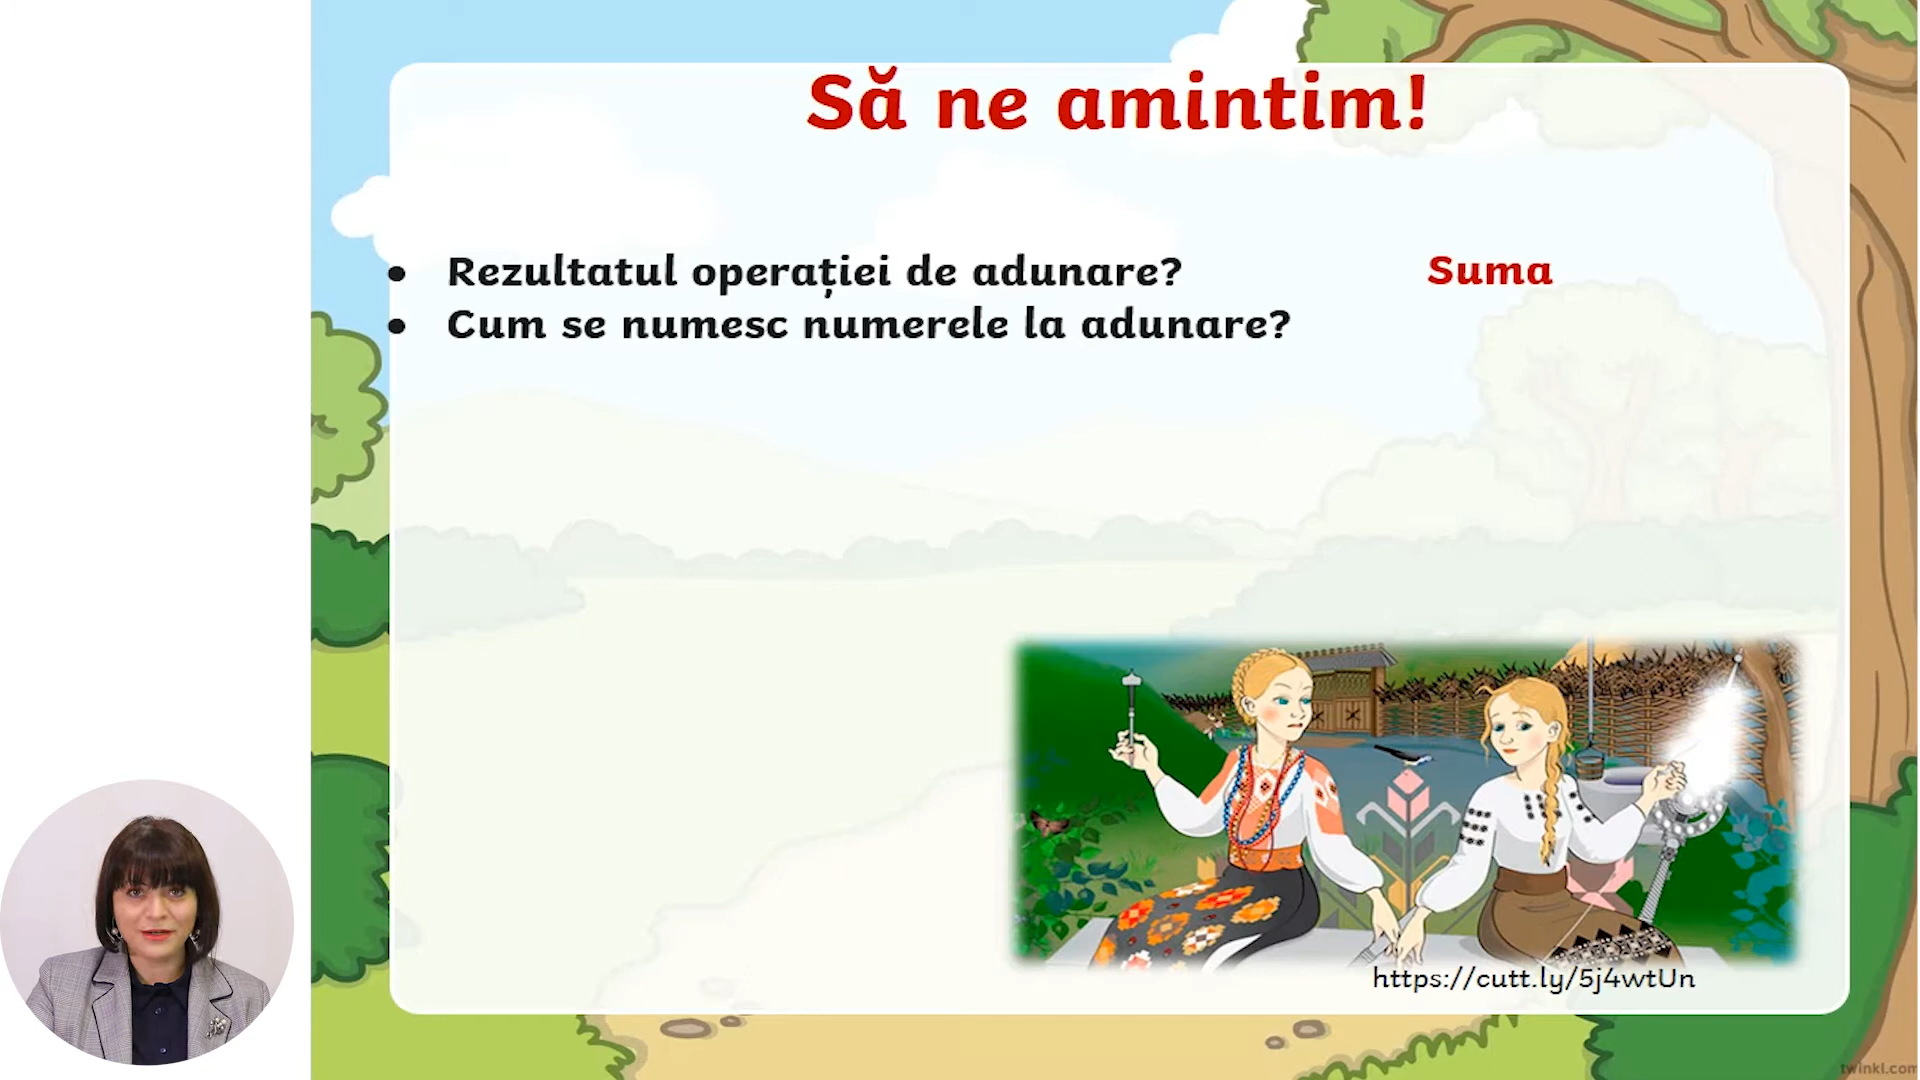 Să ne amintim!
• Rezultatul operației de adunare? Suma
• Cum se numesc numerele la adunare?
https://cutt.ly/5j4wtUn
twinkl.com